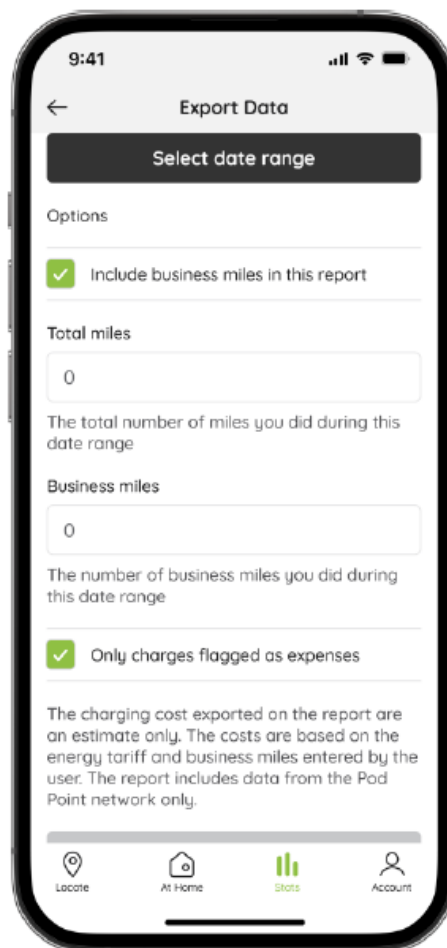 9:41
Export Data
Select date range
Options
Include business miles in this report
Total miles
0
The total number of miles you did during this
date range
Business miles
0
The number of business miles you did during
this date range
Only charges flagged as expenses
The charging cost exported on the report are
an estimate only. The costs are based on the
energy tariff and business miles entered by the
user. The report includes data from the Pod
Point network only.
Locate
At Home
Stats
Account